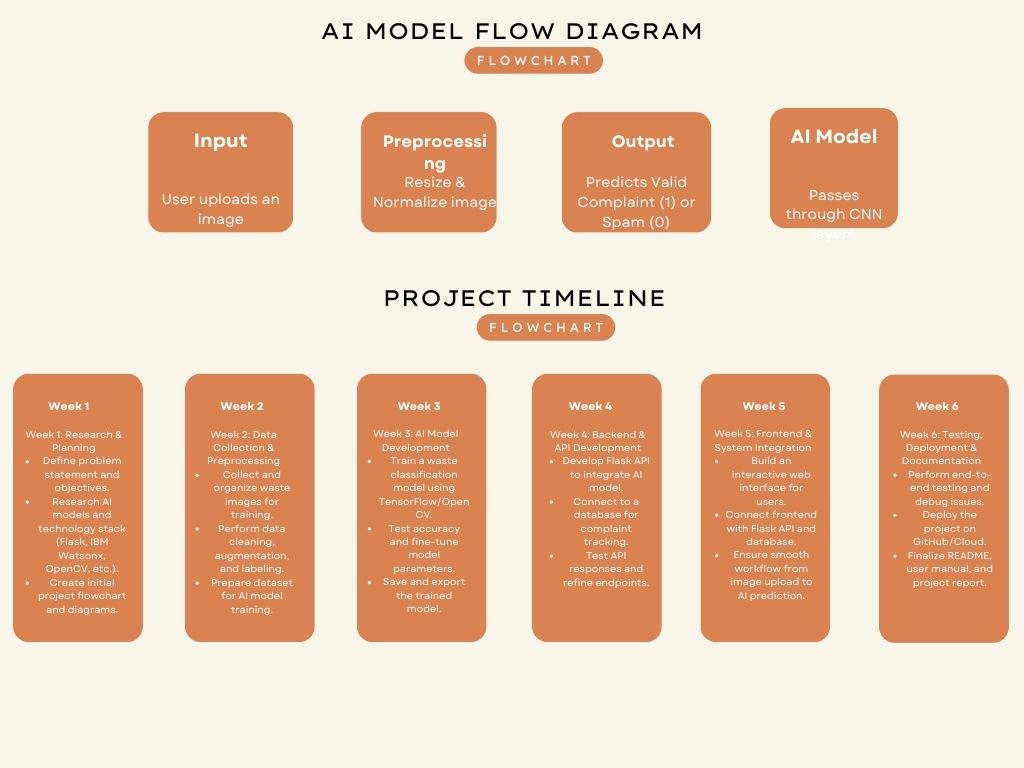 AI MODEL FLOW DIAGRAM
FLOWCHART
Input
User uploads an
image
Preprocessi
ng
Resize &
Normalize image
Output
Predicts Valid
Complaint (1) or
Spam (0)
AI Model
Passes
through CNN
layers
PROJECT TIMELINE
FLOWCHART
Week 1
Week 1: Research &
Planning
• Define problem
statement and
objectives.
• Research AI
models and
technology stack
(Flask, IBM
Watsonx,
OpenCV, etc.).
• Create initial
project flowchart
and diagrams.
Week 2
Week 2: Data
Collection &
Preprocessing
• Collect and
organize waste
images for
training.
• Perform data
cleaning,
augmentation,
and labeling.
• Prepare dataset
for AI model
training.
Week 3
Week 3: AI Model
Development
• Train a waste
classification
model using
TensorFlow/Open
CV.
• Test accuracy
and fine-tune
model
parameters.
• Save and export
the trained
model.
Week 4
Week 4: Backend &
API Development
• Develop Flask API
to integrate AI
model.
• Connect to a
database for
complaint
tracking.
• Test API
responses and
refine endpoints.
Week 5
Week 5: Frontend &
System Integration
• Build an
interactive web
interface for
users.
• Connect frontend
with Flask API and
database.
• Ensure smooth
workflow from
image upload to
AI prediction.
Week 6
Week 6: Testing,
Deployment &
Documentation
• Perform end-to-
end testing and
debug issues.
• Deploy the
project on
GitHub/Cloud.
• Finalize README,
user manual, and
project report.